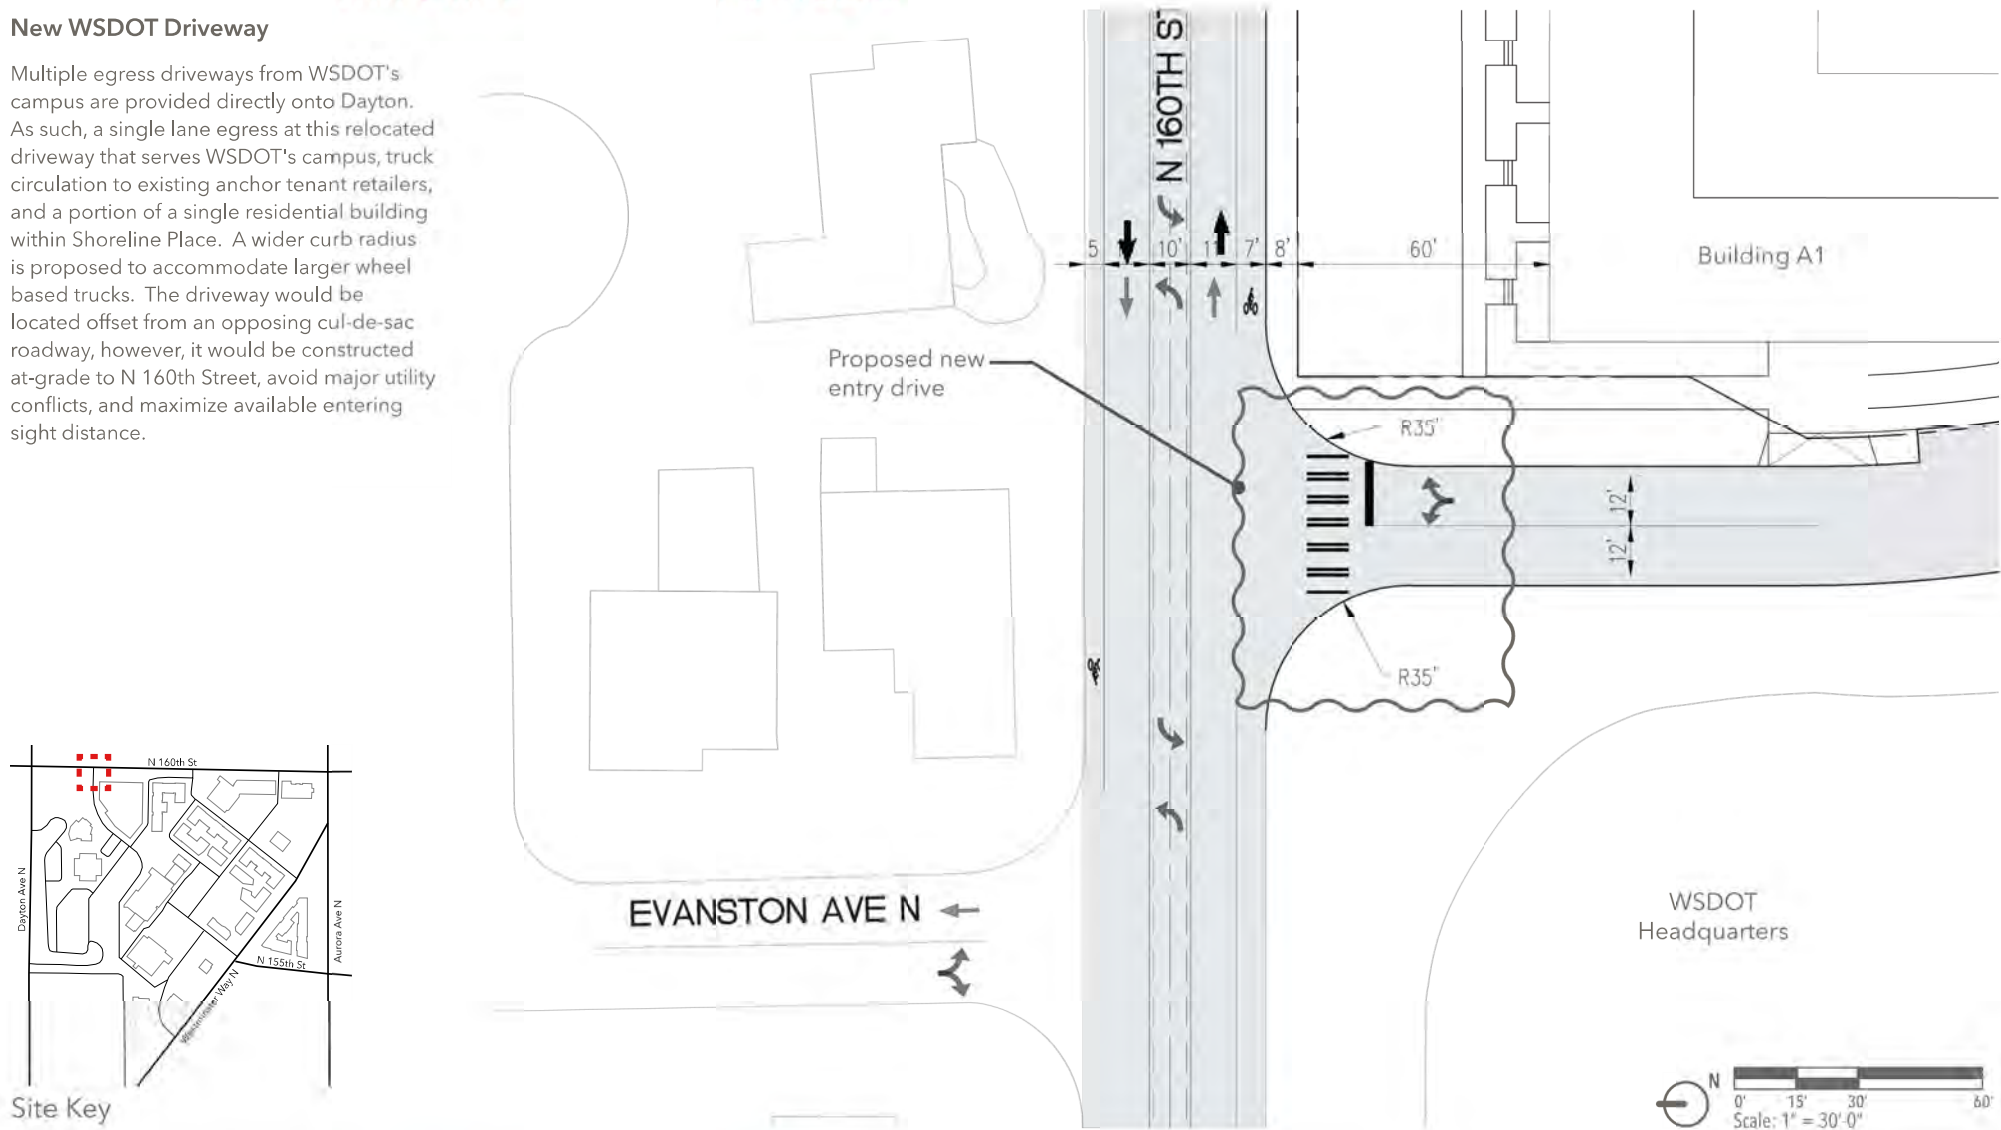 New WSDOT Driveway
Multiple egress driveways from WSDOT's
campus are provided directly onto Dayton.
As such, a single lane egress at this relocated
driveway that serves WSDOT's campus, truck
circulation to existing anchor tenant retailers,
and a portion of a single residential building
within Shoreline Place. A wider curb radius
is proposed to accommodate larger wheel
based trucks. The driveway would be
located offset from an opposing cul-de-sac
roadway, however, it would be constructed
at-grade to N 160th Street, avoid major utility
conflicts, and maximize available entering
sight distance.
N 160TH ST
5
10'
7'
8'
60'
Building A1
Proposed new
entry drive
R35'
12'
12'
R35'
EVANSTON AVE N
WSDOT
Headquarters
N 160th St
Dayton Ave N
Aurora Ave N
N 155th St
Westminster Way N
Site Key
N
0' 15' 30' 60'
Scale: 1" = 30'-0"